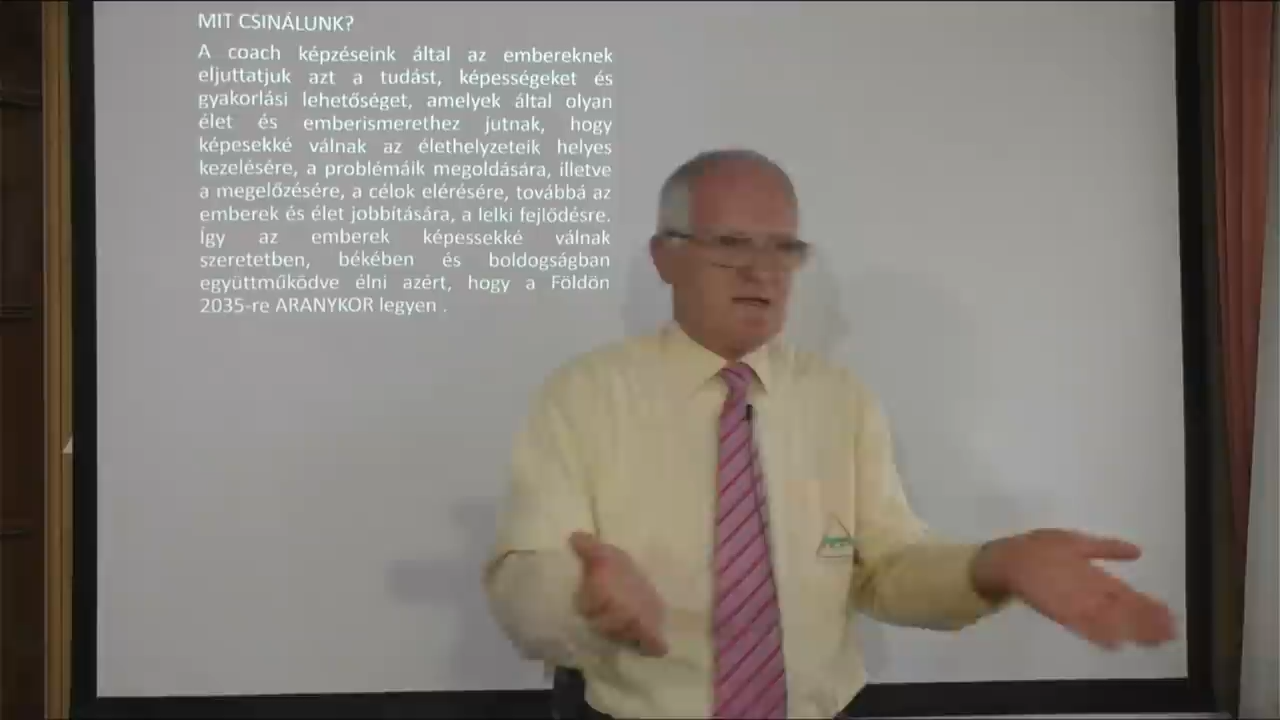 MIT CSINÁLUNK?
A coach képzéseink által az embereknek
eljuttatjuk azt a tudást, képességeket és
gyakorlási lehetőséget, amelyek által olyan
élet és emberismerethez jutnak, hogy
képesekké válnak az élethelyzeteik helyes
kezelésére, a problémáik megoldására, illetve
a megelőzésére, a célok elérésére, továbbá az
emberek és élet jobbítására, a lelki fejlődésre.
Így az emberek képessekké válnak
szeretetben, békében és boldogságban
együttműködve élni azért, hogy a Földön
2035-re ARANYKOR legyen .